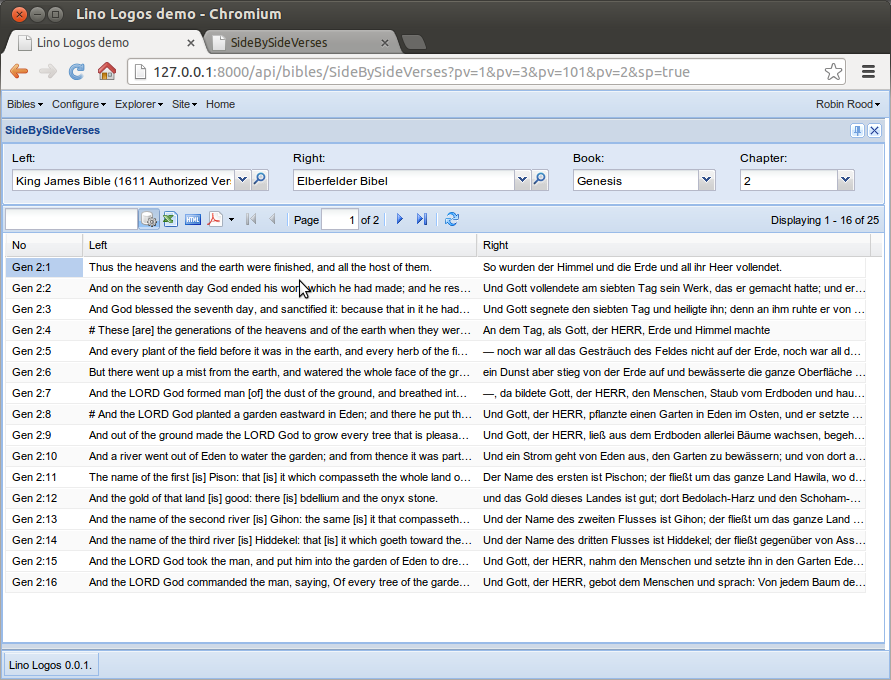 Lino Logos demo - Chromium
Lino Logos demo SideBySideVerses
127.0.0.1:8000/api/bibles/SideBySideVerses?pv=1&pv=3&pv=101&pv=2&sp=true
Bibles Configure Explorer Site Home Robin Rood
SideBySideVerses
Left: Right: Book: Chapter:
King James Bible (1611 Authorized Ver Elberfelder Bibel Genesis 2
HTML Page 1 of 2 Displaying 1 - 16 of 25
No Left Right
Gen 2:1 Thus the heavens and the earth were finished, and all the host of them. So wurden der Himmel und die Erde und all ihr Heer vollendet.
Gen 2:2 And on the seventh day God ended his which he had made; and he res... Und Gott vollendete am siebten Tag sein Werk, das er gemacht hatte; und er...
Gen 2:3 And God blessed the seventh day, and sanctified it: because that in it he had... Und Gott segnete den siebten Tag und heiligte ihn; denn an ihm ruhte er von ...
Gen 2:4 # These [are] the generations of the heavens and of the earth when they wer... An dem Tag, als Gott, der HERR, Erde und Himmel machte
Gen 2:5 And every plant of the field before it was in the earth, and every herb of the fi... — noch war all das Gesträuch des Feldes nicht auf der Erde, noch war all d...
Gen 2:6 But there went up a mist from the earth, and watered the whole face of the gr... ein Dunst aber stieg von der Erde auf und bewässerte die ganze Oberfläche ...
Gen 2:7 And the LORD God formed man [of] the dust of the ground, and breathed int... —, da bildete Gott, der HERR, den Menschen, Staub vom Erdboden und hau...
Gen 2:8 # And the LORD God planted a garden eastward in Eden; and there he put th... Und Gott, der HERR, pflanzte einen Garten in Eden im Osten, und er setzte ...
Gen 2:9 And out of the ground made the LORD God to grow every tree that is pleasa... Und Gott, der HERR, ließ aus dem Erdboden allerlei Bäume wachsen, begeh...
Gen 2:10 And a river went out of Eden to water the garden; and from thence it was part... Und ein Strom geht von Eden aus, den Garten zu bewässern; und von dort a...
Gen 2:11 The name of the first [is] Pison: that [is] it which compasseth the whole land o... Der Name des ersten ist Pischon; der fließt um das ganze Land Hawila, wo d...
Gen 2:12 And the gold of that land [is] good: there [is] bdellium and the onyx stone. und das Gold dieses Landes ist gut; dort Bedolach-Harz und den Schoham-...
Gen 2:13 And the name of the second river [is] Gihon: the same [is] it that compasseth... Und der Name des zweiten Flusses ist Gihon; der fließt um das ganze Land ...
Gen 2:14 And the name of the third river [is] Hiddekel: that [is] it which goeth toward the... Und der Name des dritten Flusses ist Hiddekel; der fließt gegenüber von Ass...
Gen 2:15 And the LORD God took the man, and put him into the garden of Eden to dre... Und Gott, der HERR, nahm den Menschen und setzte ihn in den Garten Ede...
Gen 2:16 And the LORD God commanded the man, saying, Of every tree of the garde... Und Gott, der HERR, gebot dem Menschen und sprach: Von jedem Baum de...
Lino Logos 0.0.1.